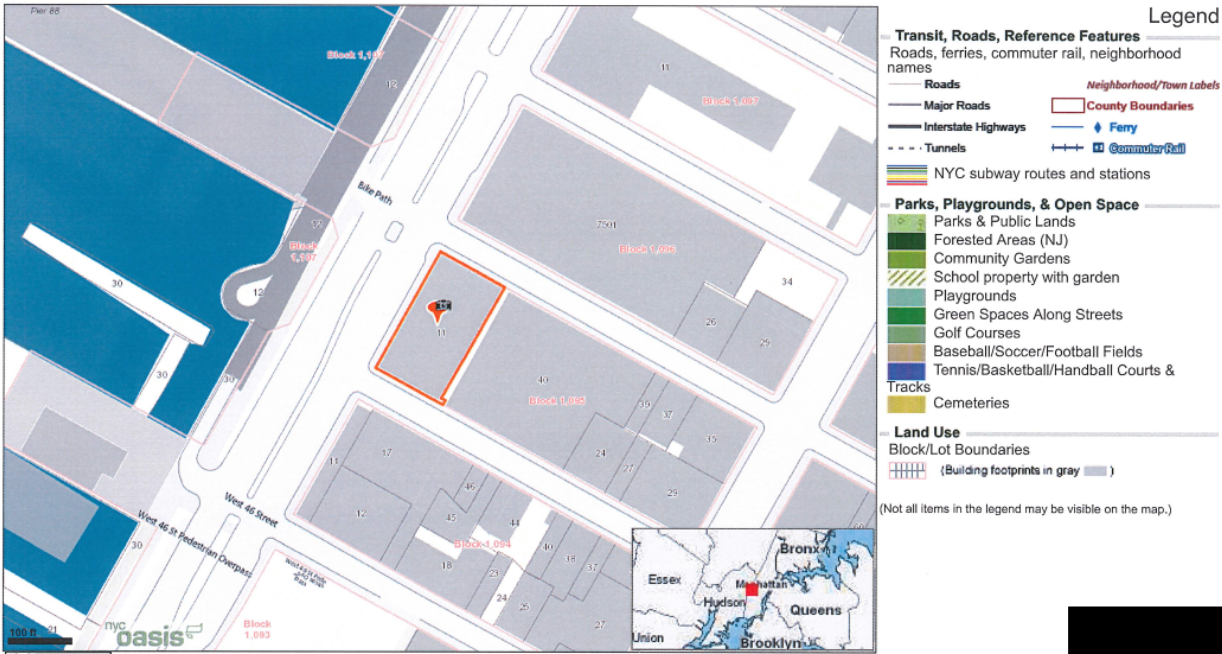 Pier 86
Block 1,107
12
11
Block 1,097
Bike Path
7501
Block 1,096
34
17
Block
1,107
30
12
11
26
29
30
40
Block 1,095
30
39
37
35
24
27
29
11
17
12
46
45
44
West 46 Street
West 46 St Pedestrian Overpass
30
Block 1,094
18
23
40
38
37
24
25
27
Block
1,093
21
100 ft
nyc
oasis
Essex
Hudson
Union
Manhattan
Bronx
Queens
Brooklyn
Legend
Transit, Roads, Reference Features
Roads, ferries, commuter rail, neighborhood
names
Roads
Neighborhood/Town Labels
Major Roads
County Boundaries
Interstate Highways
Ferry
Tunnels
Commuter Rail
NYC subway routes and stations
Parks, Playgrounds, & Open Space
Parks & Public Lands
Forested Areas (NJ)
Community Gardens
School property with garden
Playgrounds
Green Spaces Along Streets
Golf Courses
Baseball/Soccer/Football Fields
Tennis/Basketball/Handball Courts &
Tracks
Cemeteries
Land Use
Block/Lot Boundaries
(Building footprints in gray )
(Not all items in the legend may be visible on the map.)